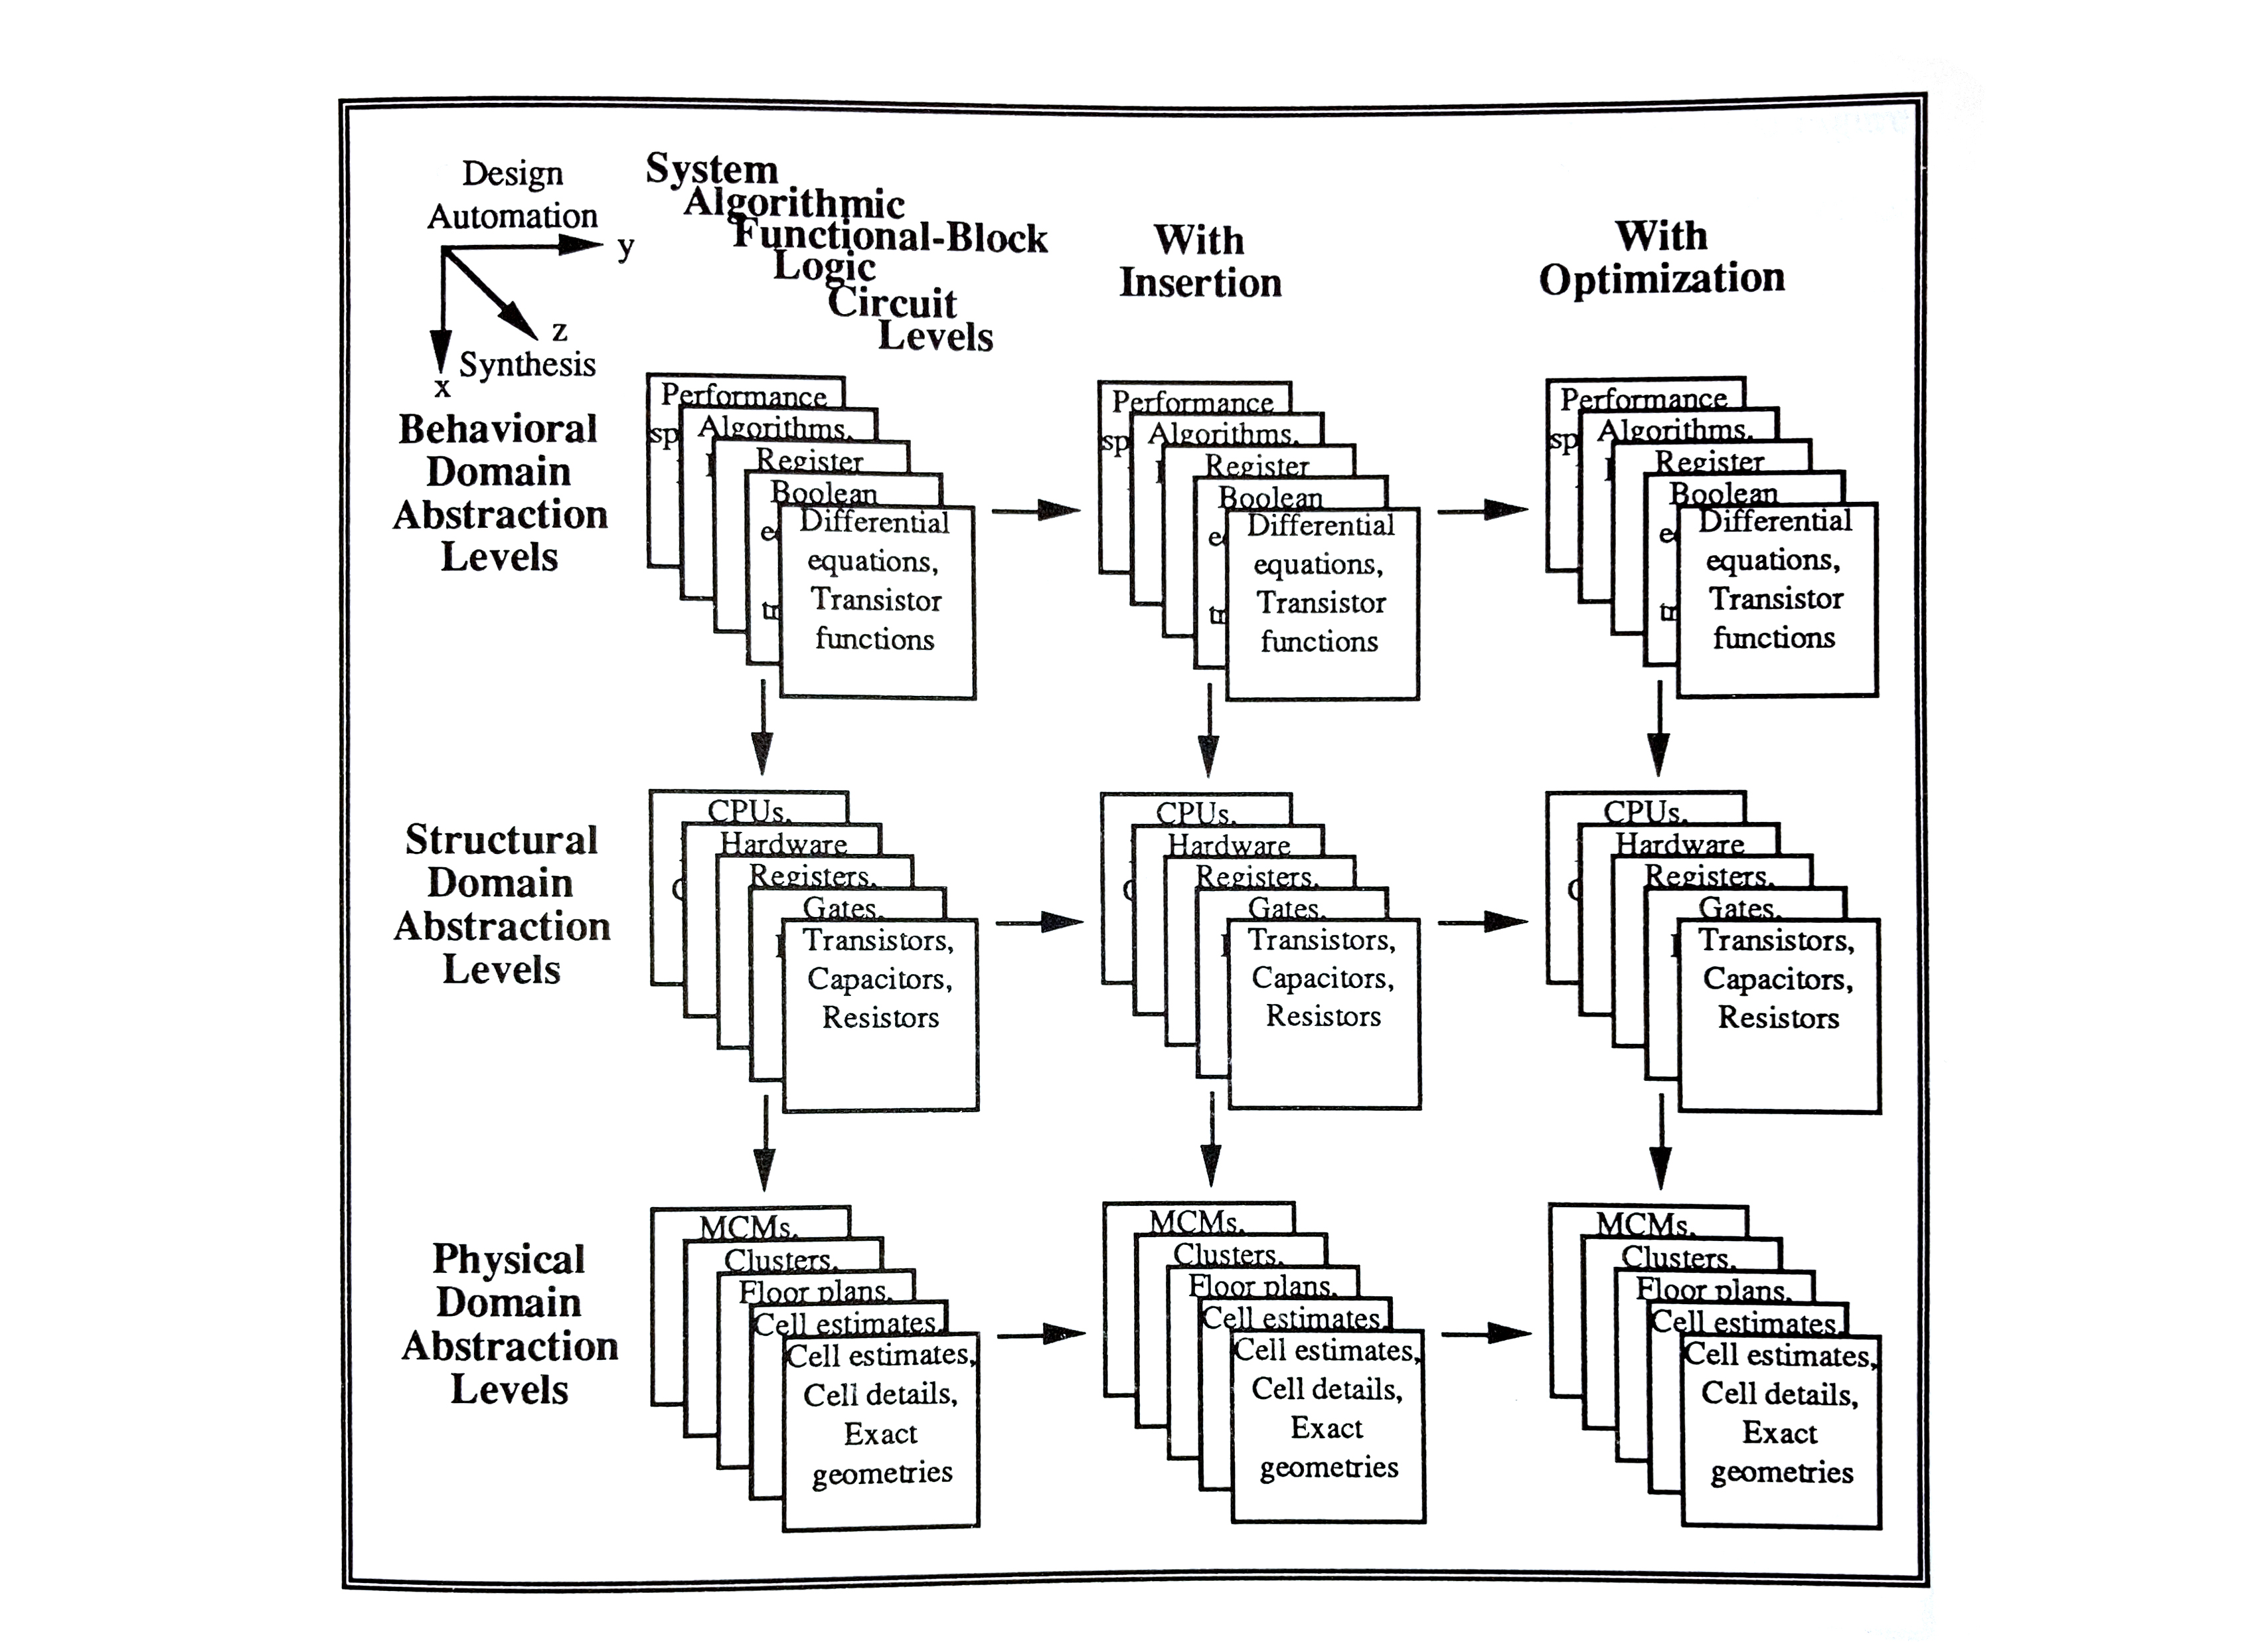 Design
Automation
y
z
Synthesis
x
System
Algorithmic
Functional-Block
Logic
Circuit
Levels
With
Insertion
With
Optimization
Behavioral
Domain
Abstraction
Levels
Performance
sp
Algorithms,
Register
Boolean
e
tr
Differential
equations,
Transistor
functions
Performance
sp
Algorithms,
Register
Boolean
e
tr
Differential
equations,
Transistor
functions
Performance
sp
Algorithms,
Register
Boolean
e
tr
Differential
equations,
Transistor
functions
Structural
Domain
Abstraction
Levels
CPUs,
Hardware
Registers,
Gates,
Transistors,
Capacitors,
Resistors
CPUs,
Hardware
Registers,
Gates,
Transistors,
Capacitors,
Resistors
CPUs,
Hardware
Registers,
Gates,
Transistors,
Capacitors,
Resistors
Physical
Domain
Abstraction
Levels
MCMs,
Clusters,
Floor plans,
Cell estimates,
Cell estimates,
Cell details,
Exact
geometries
MCMs,
Clusters,
Floor plans,
Cell estimates,
Cell estimates,
Cell details,
Exact
geometries
MCMs,
Clusters,
Floor plans,
Cell estimates,
Cell estimates,
Cell details,
Exact
geometries